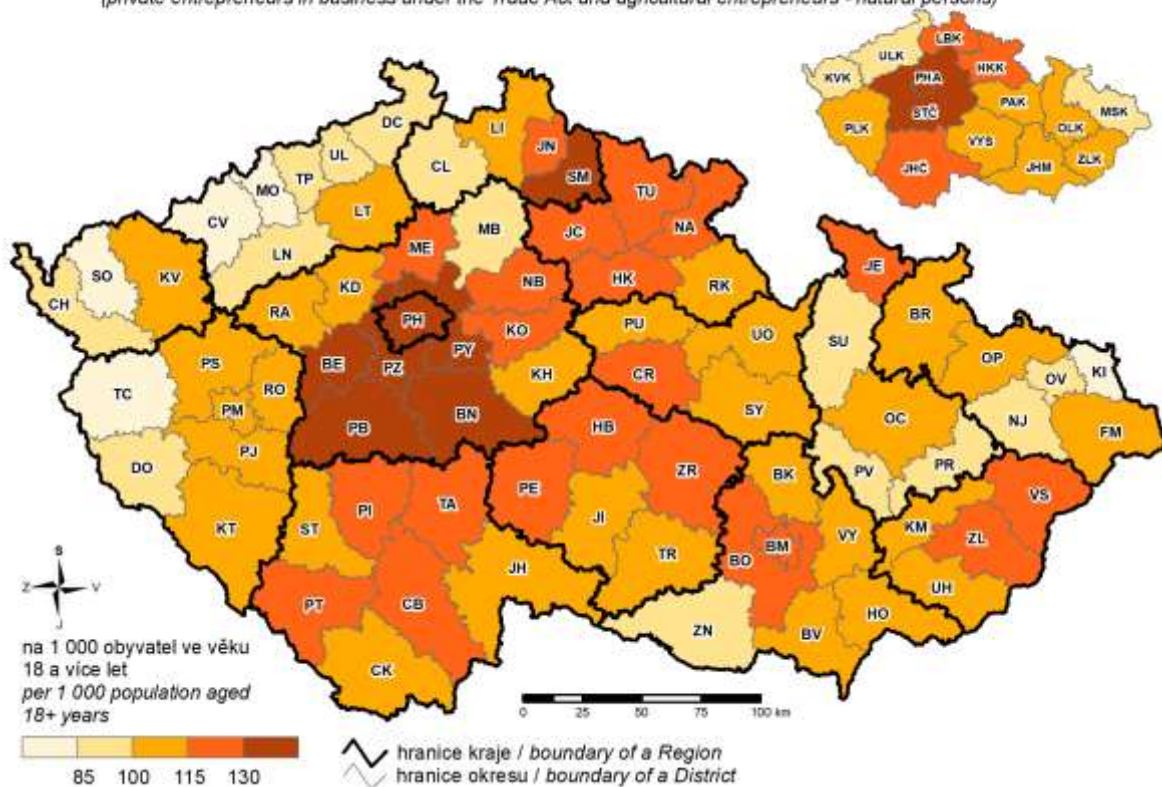 (private entrepreneurs in business under the Trade Act and agricultural entrepreneurs - natural persons)
LBK
ULK
HKK
KVK
PHA
STČ
PAK
MSK
PLK
OLK
VYS
ZLK
JHČ
JHM
DC
LI
UL
JN
CL
TP
SM
MO
TU
CV
LT
MB
ME
JC
NA
LN
SO
KV
NB
HK
JE
KD
RK
CH
RA
PH
BR
KO
PU
UO
PS
BE
PY
SU
OP
PZ
KI
OV
TC
RO
KH
CR
PM
SY
OC
NJ
PB
BN
FM
HB
PJ
DO
PV
PR
ZR
BK
VS
PE
PI
TA
KT
ST
KM
JI
VY
ZL
BM
BO
TR
JH
UH
PT
CB
HO
ZN
BV
CK
S
Z
V
J
na 1 000 obyvatel ve věku
18 a více let
per 1 000 population aged
18+ years
0 25 50 75 100 km
85 100 115 130
hranice kraje / boundary of a Region
hranice okresu / boundary of a District